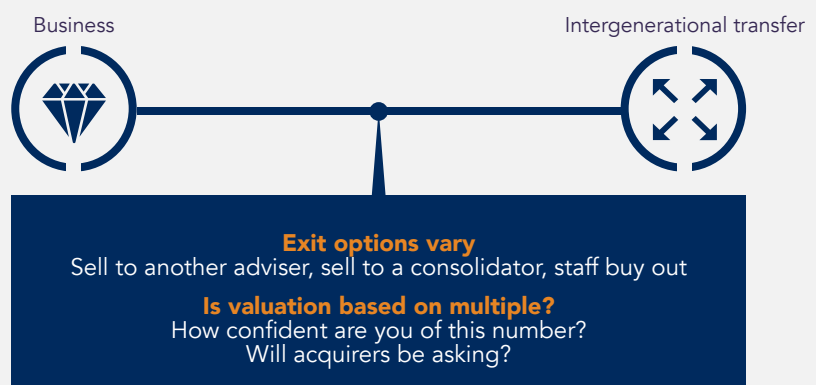 Business
Intergenerational transfer
Exit options vary
Sell to another adviser, sell to a consolidator, staff buy out
Is valuation based on multiple?
How confident are you of this number?
Will acquirers be asking?